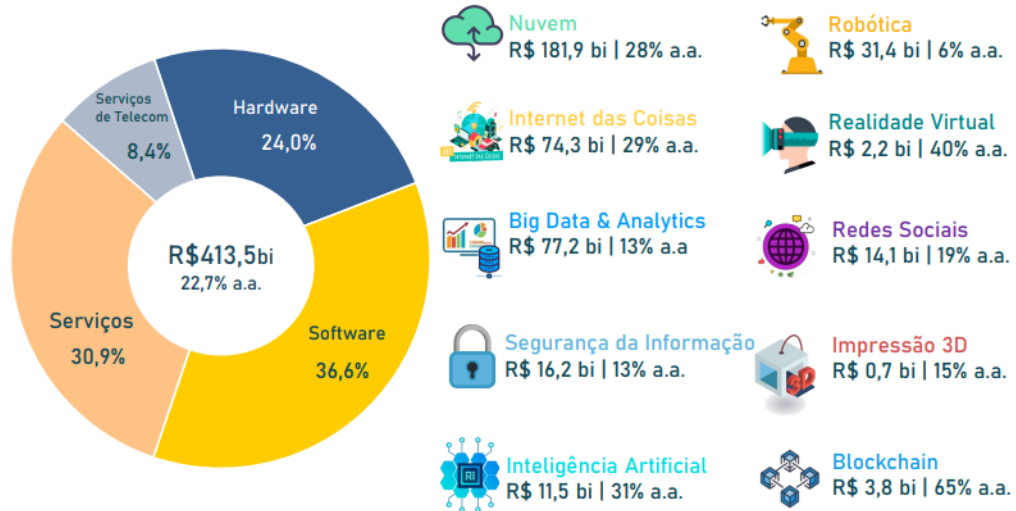 Serviços
de Telecom
8,4%
Hardware
24,0%
R$413,5bi
22,7% a.a.
Serviços
30,9%
Software
36,6%
Nuvem
R$ 181,9 bi | 28% a.a.
Internet das Coisas
R$ 74,3 bi | 29% a.a.
INTERNET DAS COISAS
Big Data & Analytics
R$ 77,2 bi | 13% a.a
Segurança da Informação
R$ 16,2 bi | 13% a.a.
Inteligência Artificial
R$ 11,5 bi | 31% a.a.
Robótica
R$ 31,4 bi | 6% a.a.
Realidade Virtual
R$ 2,2 bi | 40% a.a.
Redes Sociais
R$ 14,1 bi | 19% a.a.
Impressão 3D
R$ 0,7 bi | 15% a.a.
3D
Blockchain
R$ 3,8 bi | 65% a.a.